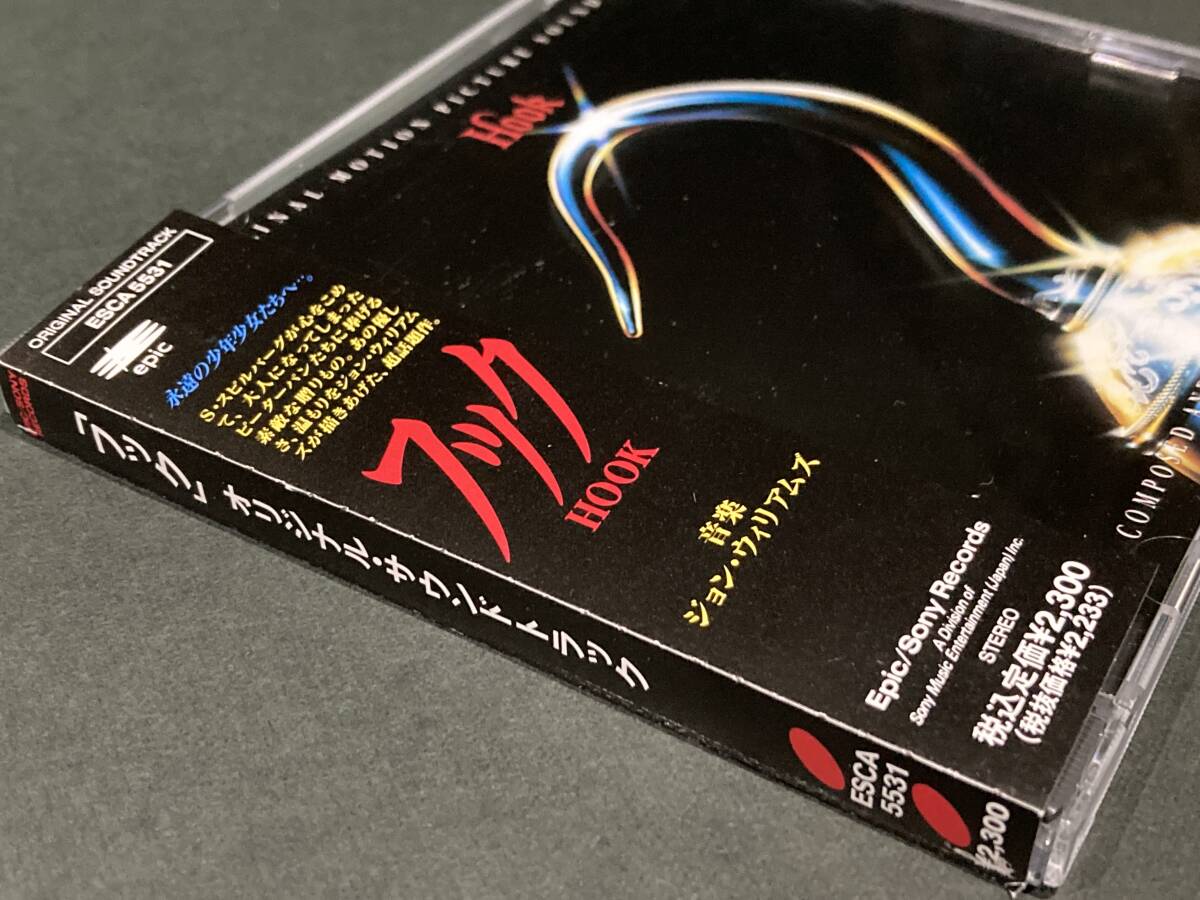 INAL MOTION PICTURE SOUND
Hook
COMPOSED AN
ORIGINAL SOUNDTRACK
ESCA 5531
epic
永遠の少年少女たちへ…。
S・スピルバーグが心をこめ
て、大人になってしまった
ピーターパンたちに捧げる
素敵な贈りもの。あの優し
さ、温もりをジョン・ウィリアム
ズが描きあげた、超話題作。
フック
HOOK
音楽
ジョン・ウィリアムズ
Epic/Sony Records
A Division of
Sony Music Entertainment (Japan) Inc.
STEREO
税込定価¥2,300
(税抜価格¥2,233)
「フック」オリジナル・サウンドトラック
ESCA
5531
¥2,300